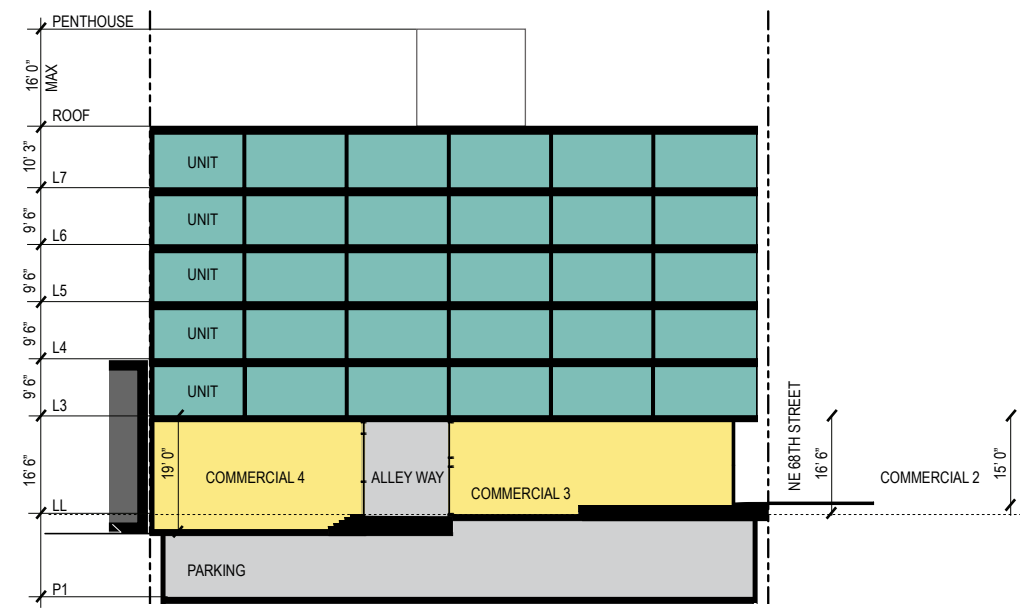 PENTHOUSE
16' 0"
MAX
ROOF
10' 3"
L7
UNIT
9' 6"
L6
UNIT
9' 6"
L5
UNIT
9' 6"
L4
UNIT
9' 6"
L3
UNIT
16' 6"
LL
19' 0"
COMMERCIAL 4
ALLEY WAY
COMMERCIAL 3
NE 68TH STREET
16' 6"
COMMERCIAL 2
15' 0"
PARKING
P1